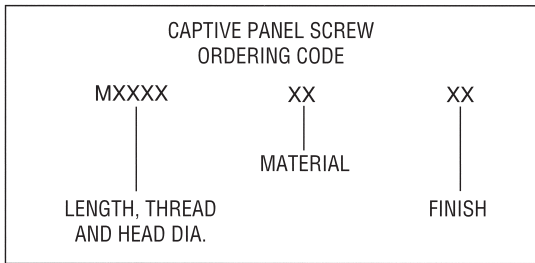 CAPTIVE PANEL SCREW
ORDERING CODE
MXXXX XX XX
MATERIAL
LENGTH, THREAD FINISH
AND HEAD DIA.